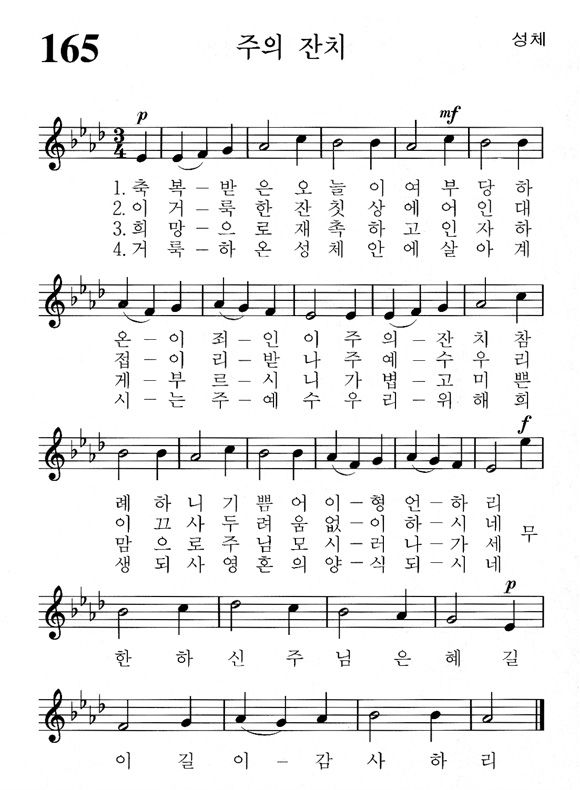 165 주의 잔치 성체
p mf
3
4
1. 축 복 – 받 은 오 늘 이 여 부 당 하
2. 이 거 – 룩 한 잔 칫 상 에 어 인 대
3. 희 망 – 으 로 재 촉 하 고 인 자 하
4. 거 룩 – 하 온 성 체 안 에 살 아 계
온 – 이 죄 – 인 이 주 의 – 잔 치 참
접 – 이 리 – 받 나 주 예 – 수 우 리
게 – 부 르 – 시 니 가 볍 – 고 미 쁜
시 – 는 주 – 예 수 우 리 – 위 해 희
f
례 하 니 기 쁨 어 이 – 형 언 – 하 리
이 끄 사 두 려 움 없 – 이 하 – 시 네 무
맘 으 로 주 님 모 시 – 러 나 – 가 세
생 되 사 영 혼 의 양 – 식 되 – 시 네
p
한 하 신 주 님 은 혜 길
이 길 이 – 감 사 하 리